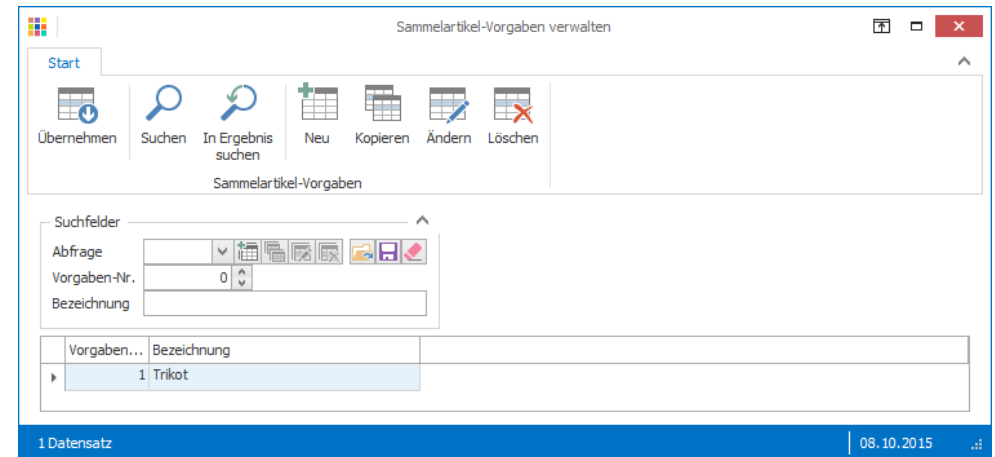 Sammelartikel-Vorgaben verwalten
Start
Übernehmen Suchen In Ergebnis suchen Neu Kopieren Ändern Löschen
Sammelartikel-Vorgaben
Suchfelder
Abfrage
Vorgaben-Nr. 0
Bezeichnung
Vorgaben... Bezeichnung
1 Trikot
1 Datensatz 08.10.2015